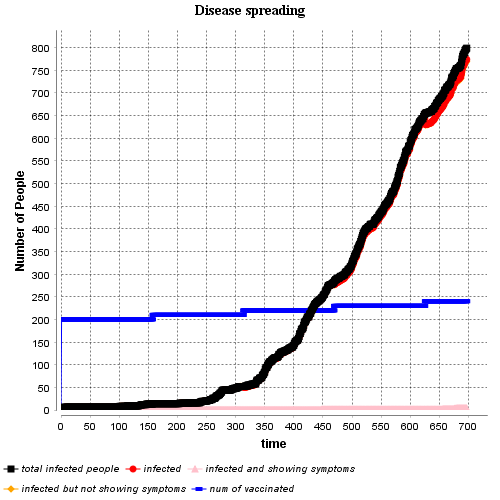 Disease spreading
Number of People
800
750
700
650
600
550
500
450
400
350
300
250
200
150
100
50
0
0 50 100 150 200 250 300 350 400 450 500 550 600 650 700
time
total infected people infected infected and showing symptoms
infected but not showing symptoms num of vaccinated